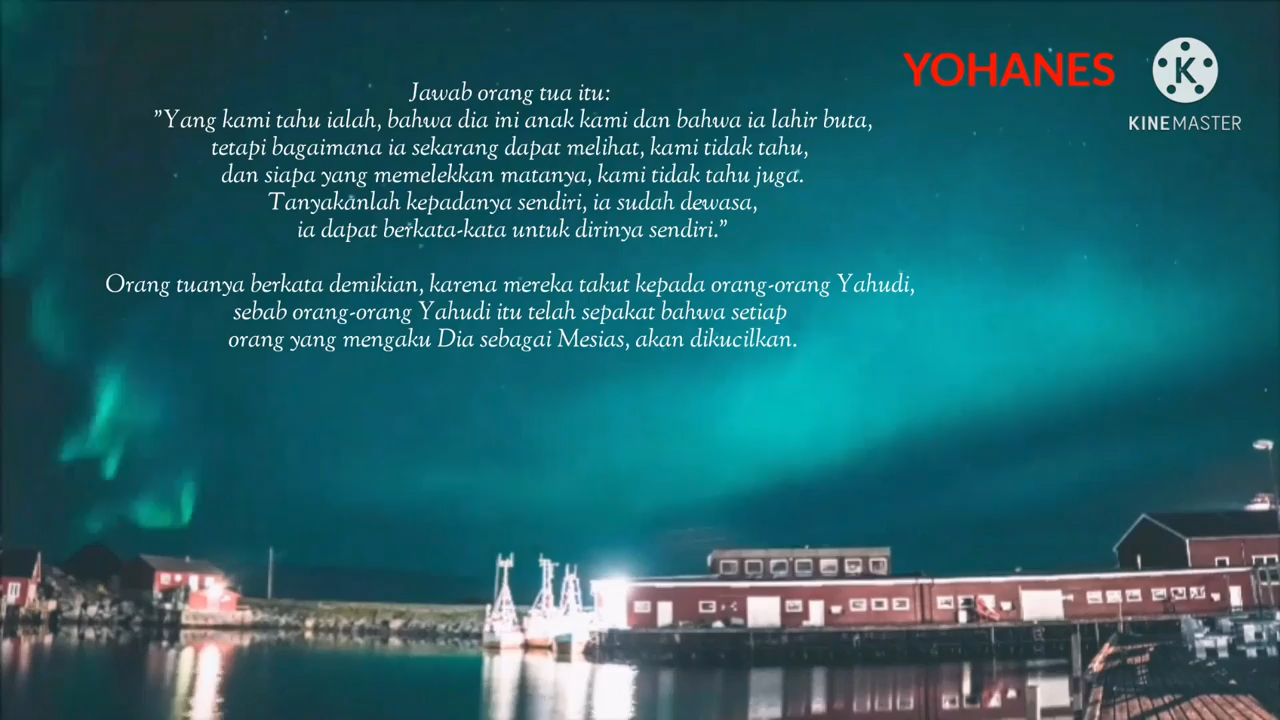 YOHANES
KINEMASTER
Jawab orang tua itu:
"Yang kami tahu ialah, bahwa dia ini anak kami dan bahwa ia lahir buta,
tetapi bagaimana ia sekarang dapat melihat, kami tidak tahu,
dan siapa yang memelekkan matanya, kami tidak tahu juga.
Tanyakanlah kepadanya sendiri, ia sudah dewasa,
ia dapat berkata-kata untuk dirinya sendiri."
Orang tuanya berkata demikian, karena mereka takut kepada orang-orang Yahudi,
sebab orang-orang Yahudi itu telah sepakat bahwa setiap
orang yang mengaku Dia sebagai Mesias, akan dikucilkan.